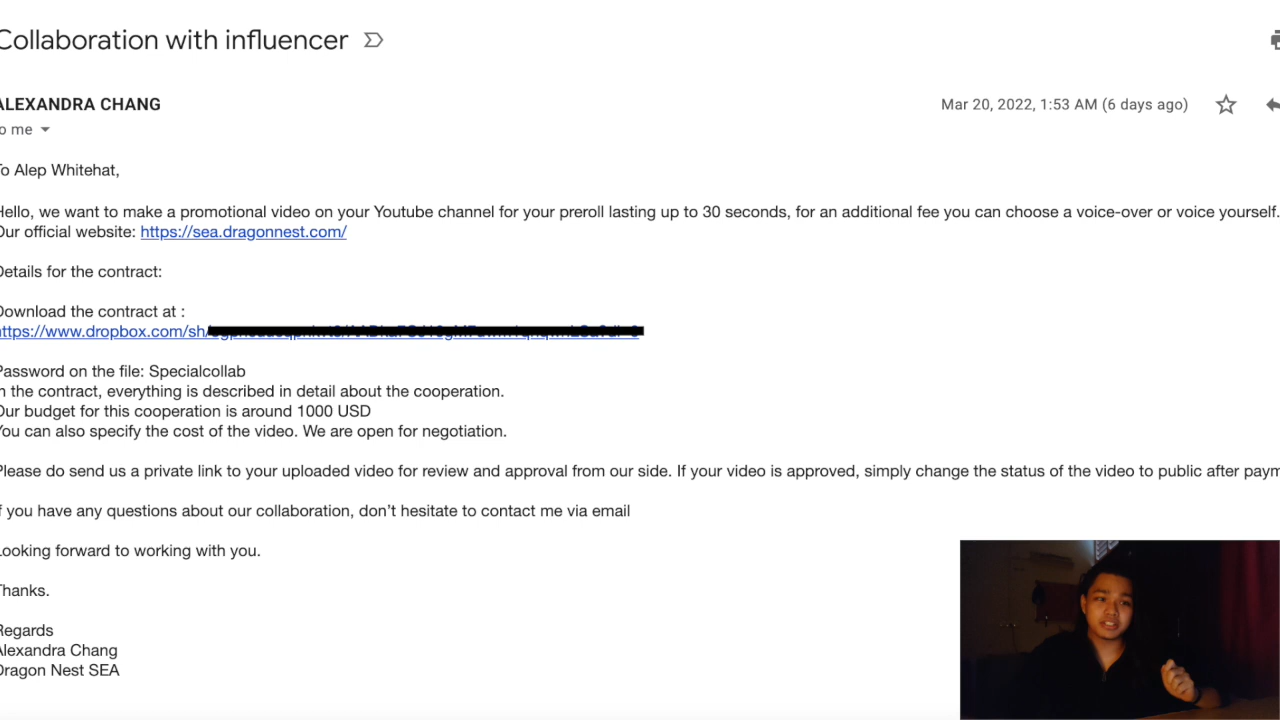 Collaboration with influencer
ALEXANDRA CHANG
Mar 20, 2022, 1:53 AM (6 days ago)
to me
To Alep Whitehat,
Hello, we want to make a promotional video on your Youtube channel for your preroll lasting up to 30 seconds, for an additional fee you can choose a voice-over or voice yourself.
Our official website: https://sea.dragonnest.com/
Details for the contract:
Download the contract at :
https://www.dropbox.com/sh/
Password on the file: Specialcollab
In the contract, everything is described in detail about the cooperation.
Our budget for this cooperation is around 1000 USD
You can also specify the cost of the video. We are open for negotiation.
Please do send us a private link to your uploaded video for review and approval from our side. If your video is approved, simply change the status of the video to public after paym
If you have any questions about our collaboration, don't hesitate to contact me via email
Looking forward to working with you.
Thanks.
Regards
Alexandra Chang
Dragon Nest SEA